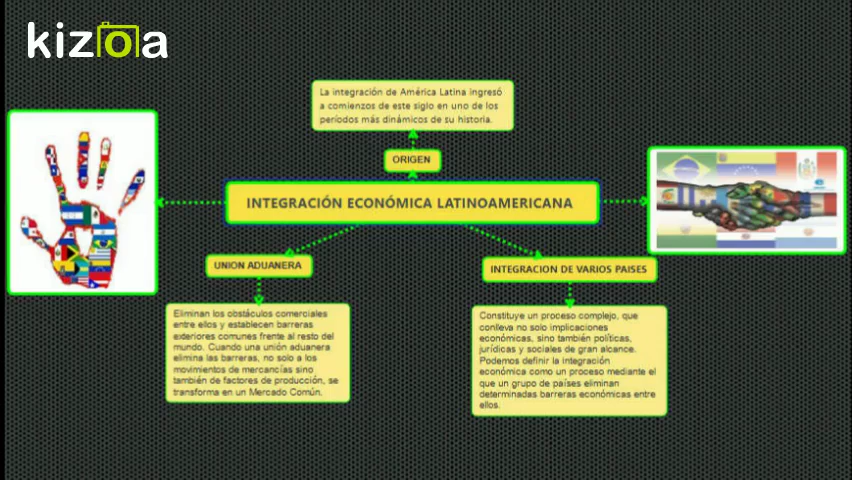 kizoa
La integración de América Latina ingresó
a comienzos de este siglo en uno de los
períodos más dinámicos de su historia.
ORIGEN
INTEGRACIÓN ECONÓMICA LATINOAMERICANA
UNION ADUANERA
INTEGRACION DE VARIOS PAISES
Eliminan los obstáculos comerciales
entre ellos y establecen barreras
exteriores comunes frente al resto del
mundo. Cuando una unión aduanera
elimina las barreras, no solo a los
movimientos de mercancías sino
también de factores de producción, se
transforma en un Mercado Común.
Constituye un proceso complejo, que
conlleva no solo implicaciones
económicas, sino también políticas,
jurídicas y sociales de gran alcance.
Podemos definir la integración
económica como un proceso mediante el
que un grupo de países eliminan
determinadas barreras económicas entre
ellos.